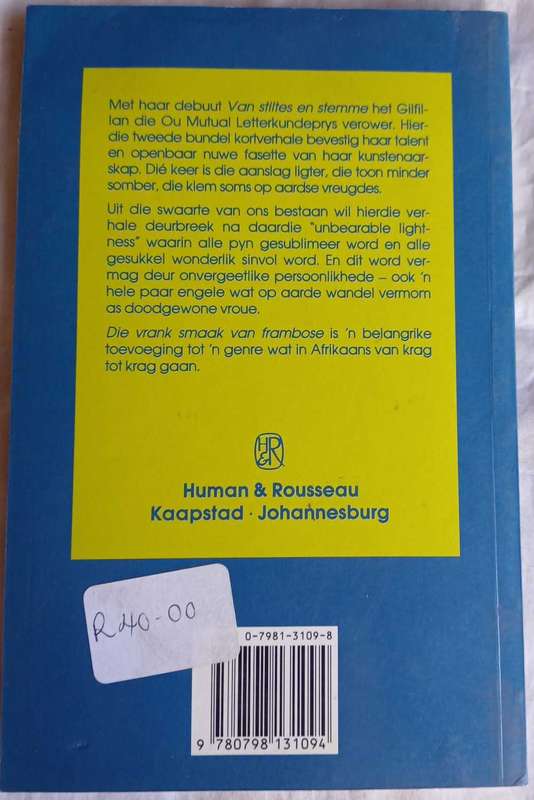 Met haar debuut Van stiltes en stemme het Gilfil-
lan die Ou Mutual Letterkundeprys verower. Hier-
die tweede bundel kortverhale bevestig haar talent
en openbaar nuwe fasette van haar kunstenaar-
skap. Dié keer is die aanslag ligter, die toon minder
somber, die klem soms op aardse vreugdes.
Uit die swaarte van ons bestaan wil hierdie ver-
hale deurbreek na daardie "unbearable light-
ness" waarin alle pyn gesublimeer word en alle
gesukkel wonderlik sinvol word. En dit word ver-
mag deur onvergeetlike persoonlikhede – ook 'n
hele paar engele wat op aarde wandel vermom
as doodgewone vroue.
Die vrank smaak van frambose is 'n belangrike
toevoeging tot 'n genre wat in Afrikaans van krag
tot krag gaan.
H&R
Human & Rousseau
Kaapstad · Johannesburg
R40-00
0-7981-3109-8
9 780798 131094